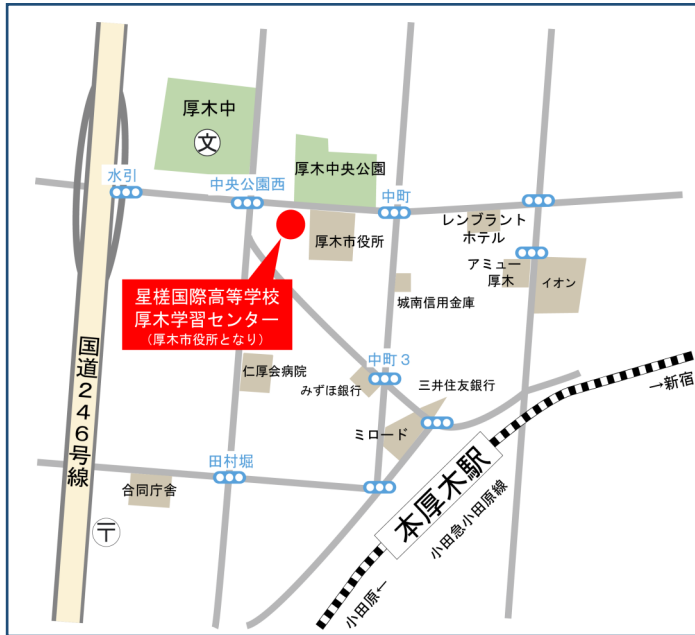 厚木中
文
厚木中央公園
水引
中央公園西
中町
レンブラント
ホテル
厚木市役所
アミュー
厚木
イオン
城南信用金庫
星槎国際高等学校
厚木学習センター
(厚木市役所となり)
国道246号線
仁厚会病院
中町3
みずほ銀行
三井住友銀行
→新宿
ミロード
田村堀
合同庁舎
本厚木駅
小田急小田原線
小田原←
〒